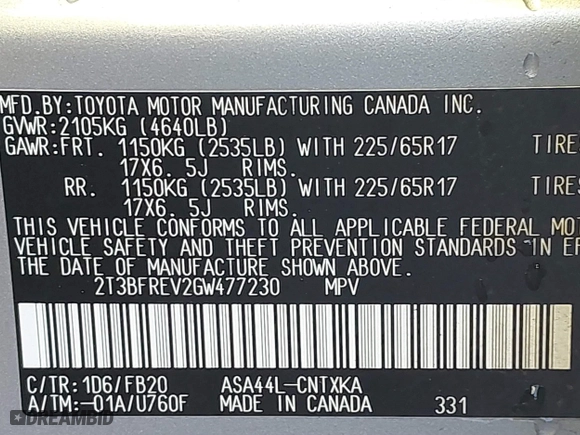 MFD.BY:TOYOTA MOTOR MANUFACTURING CANADA INC.
GVWR:2105KG (4640LB)
GAWR:FRT. 1150KG (2535LB) WITH 225/65R17 TIRES
17X6. 5J RIMS.
RR. 1150KG (2535LB) WITH 225/65R17 TIRES
17X6. 5J RIMS.
THIS VEHICLE CONFORMS TO ALL APPLICABLE FEDERAL MOT
VEHICLE SAFETY AND THEFT PREVENTION STANDARDS IN EF
THE DATE OF MANUFACTURE SHOWN ABOVE.
2T3BFREV2GW477230 MPV
C/TR:1D6/FB20 ASA44L-CNTXKA
A/TM:-01A/U760F MADE IN CANADA 331
DREAMBID